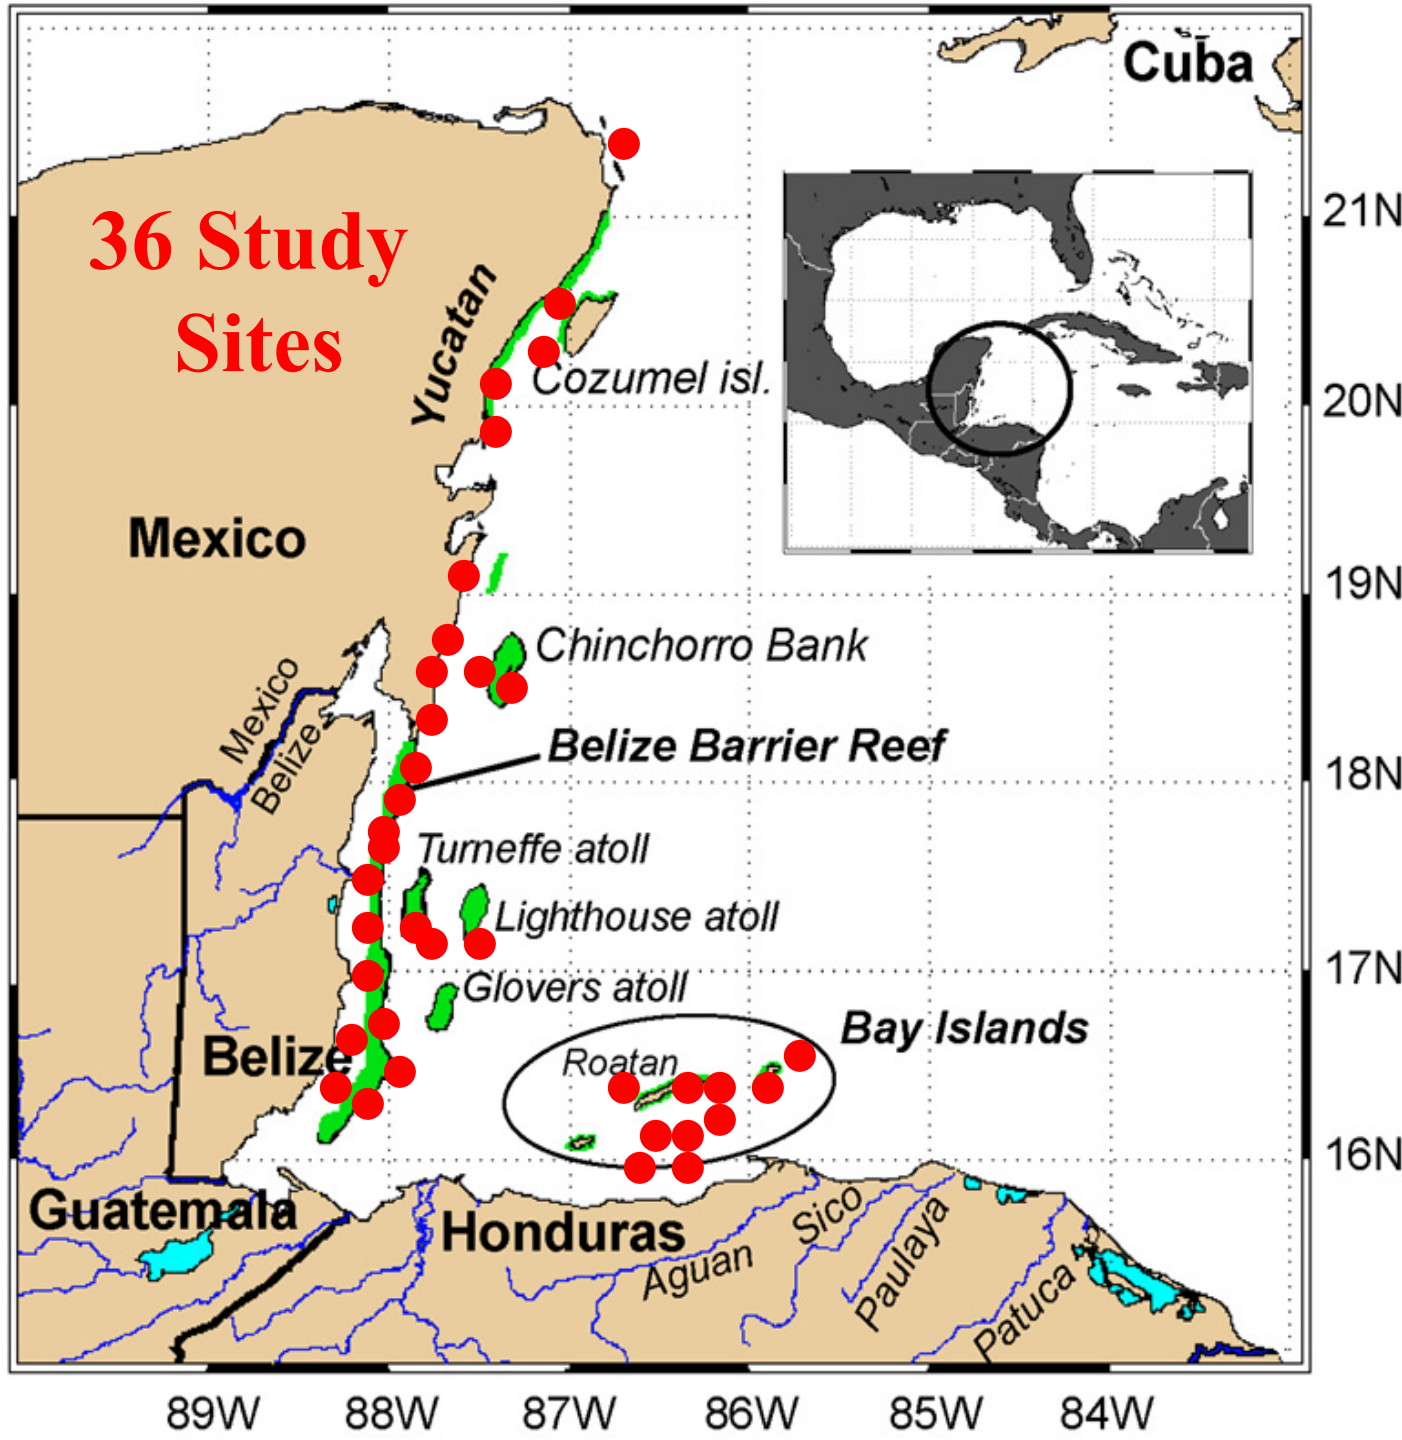 Cuba
21N
36 Study
Sites
Yucatan
Cozumel isl.
20N
Mexico
19N
Chinchorro Bank
Mexico
Belize
Belize Barrier Reef
18N
Turneffe atoll
Lighthouse atoll
17N
Glovers atoll
Bay Islands
Belize
Roatan
16N
Guatemala
Honduras
Aguan
Sico
Paulaya
Patuca
89W
88W
87W
86W
85W
84W